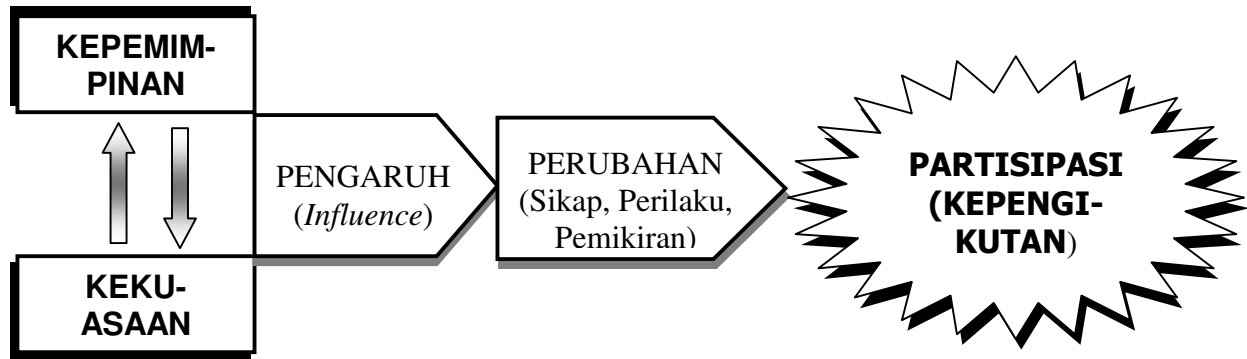 KEPEMIM-
PINAN
KEKU-
ASAAN
PENGARUH
(Influence)
PERUBAHAN
(Sikap, Perilaku,
Pemikiran)
PARTISIPASI
(KEPENGI-
KUTAN)